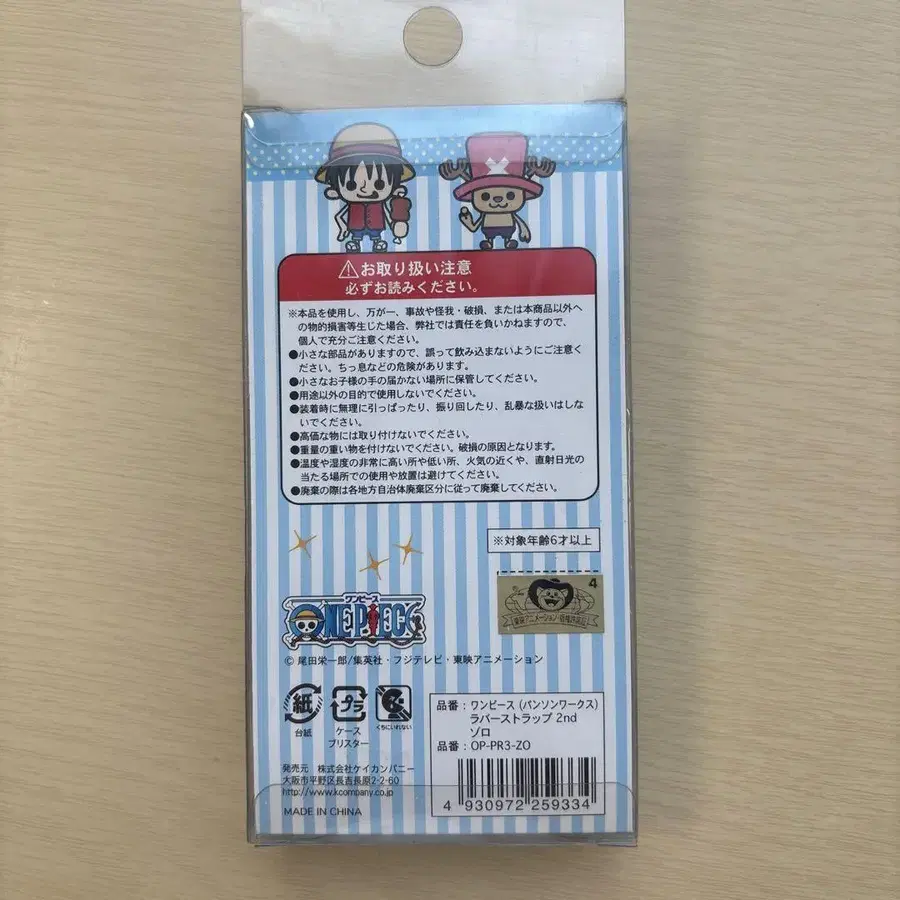 ⚠お取り扱い注意
必ずお読みください。
※本品を使用し、万が一、事故や怪我・破損、または本商品以外へ
の物的損害等生じた場合、弊社では責任を負いかねますので、
個人で充分ご注意ください。
●小さな部品がありますので、誤って飲み込まないようにご注意くだ
さい。ちっ息などの危険があります。
●小さなお子様の手の届かない場所に保管してください。
●用途以外の目的で使用しないでください。
●装着時に無理に引っぱったり、振り回したり、乱暴な扱いはしな
いでください。
●高価な物には取り付けないでください。
●重量の重い物を付けないでください。破損の原因となります。
●温度や湿度の非常に高い所や低い所、火気の近くや、直射日光の
当たる場所での使用や放置は避けてください。
●廃棄の際は各地方自治体廃棄区分に従って廃棄してください。
※対象年齢6才以上
4
ワンピース
ONE PIECE
© 尾田栄一郎/集英社・フジテレビ・東映アニメーション
紙
台紙
プラ
ケース
ブリスター
くちにいれない
品番：ワンピース (パンソンワークス)
ラバーストラップ 2nd
ゾロ
品番：OP-PR3-ZO
4 930972 259334
発売元 株式会社ケイカンパニー
大阪市平野区長吉長原2-2-60
http://www.kcompany.co.jp
MADE IN CHINA